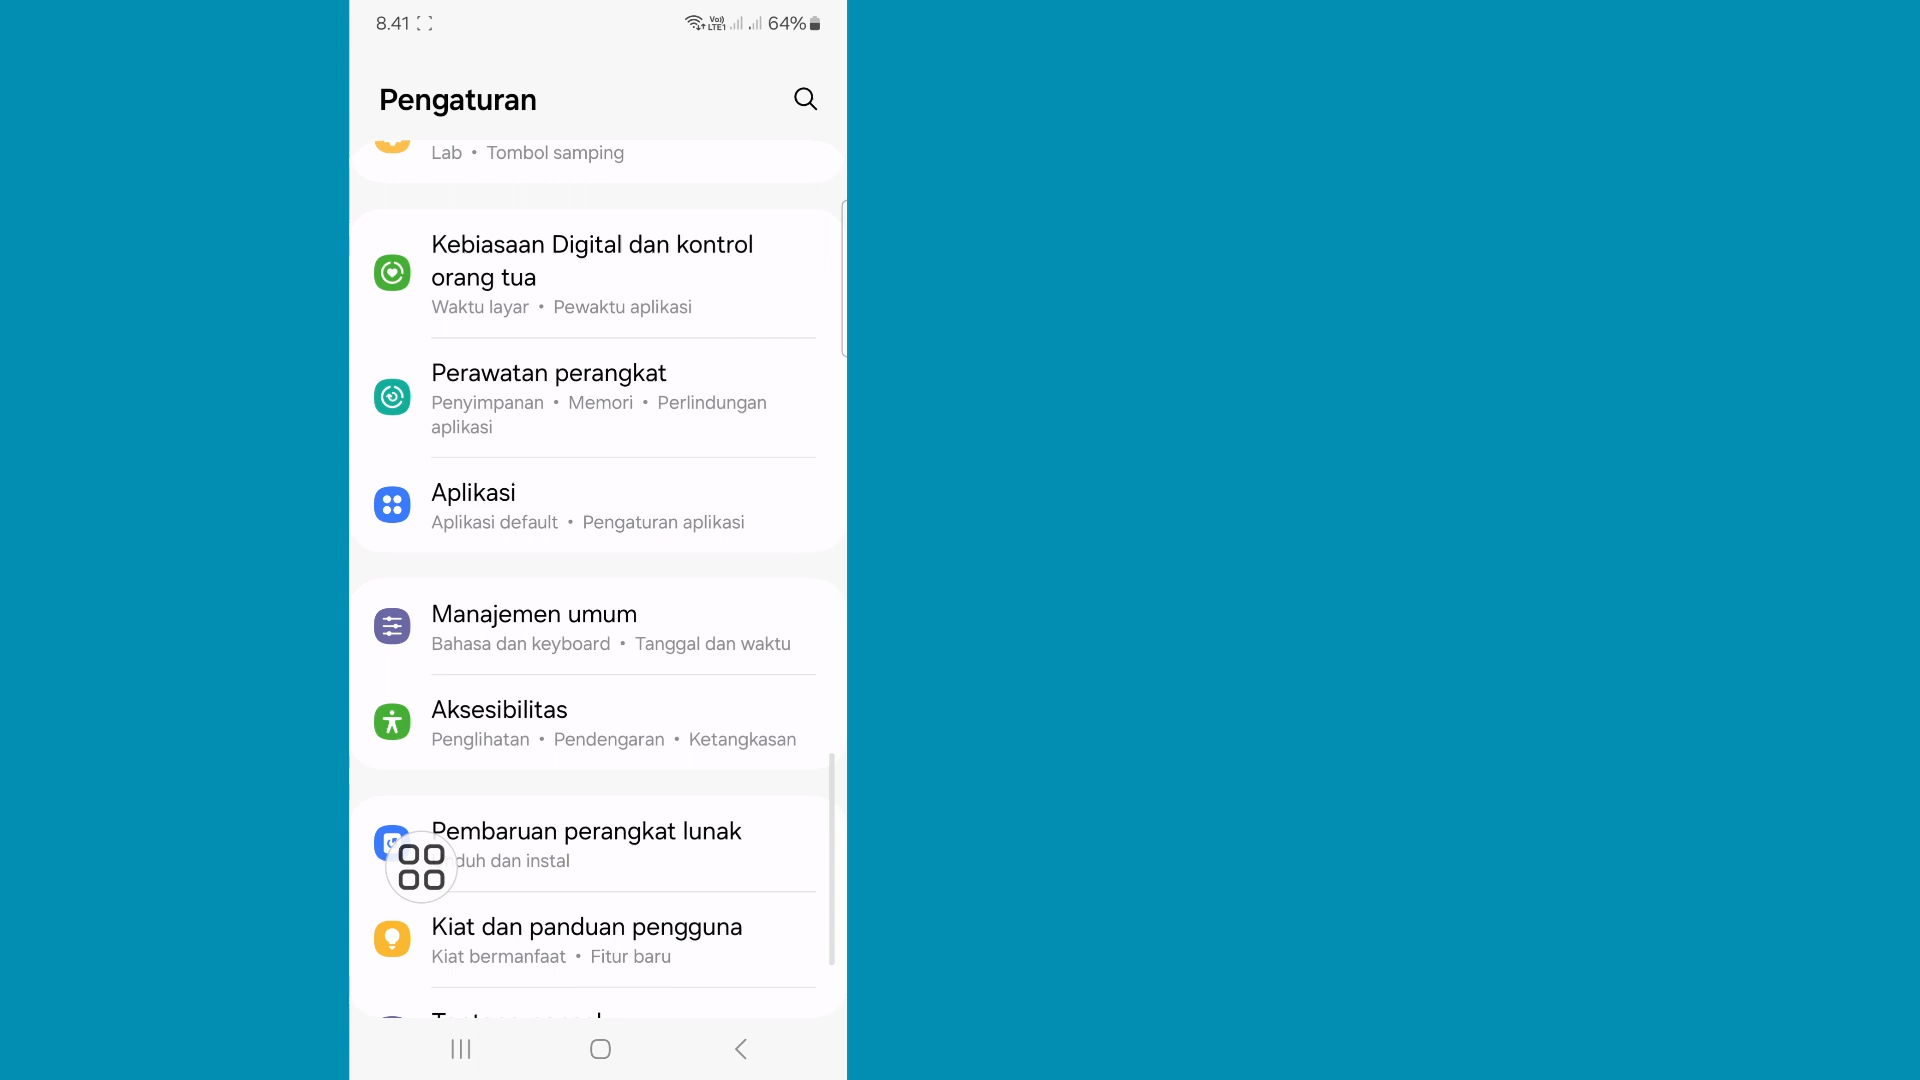 8.41
Vo)) LTE1 64%
Pengaturan
Lab • Tombol samping
Kebiasaan Digital dan kontrol
orang tua
Waktu layar • Pewaktu aplikasi
Perawatan perangkat
Penyimpanan • Memori • Perlindungan
aplikasi
Aplikasi
Aplikasi default • Pengaturan aplikasi
Manajemen umum
Bahasa dan keyboard • Tanggal dan waktu
Aksesibilitas
Penglihatan • Pendengaran • Ketangkasan
Pembaruan perangkat lunak
duh dan instal
Kiat dan panduan pengguna
Kiat bermanfaat • Fitur baru